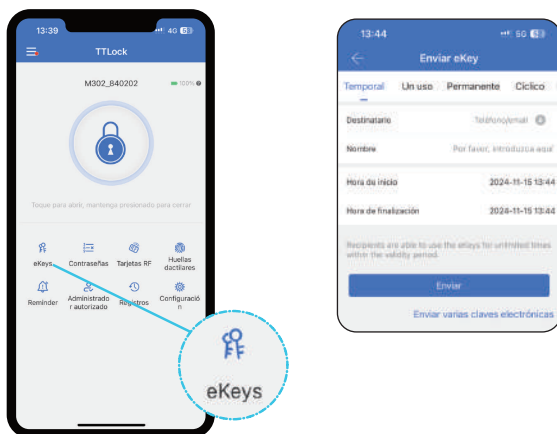 13:39
4G 5
TTLock
M302_840202
100%
Toque para abrir, mantenga presionado para cerrar
eKeys
Contraseñas
Tarjetas RF
Huellas
dactilares
Reminder
Administrado
r autorizado
Registros
Configuració
n
eKeys
13:44
5G
Enviar eKey
Temporal Un uso Permanente Cíclico
Destinatario Teléfono/email
Nombre Por favor, introduzca aquí
Hora de inicio 2024-11-15 13:44
Hora de finalización 2024-11-15 13:44
Recipients are able to use the eKeys for unlimited times
within the validity period.
Enviar
Enviar varias claves electrónicas